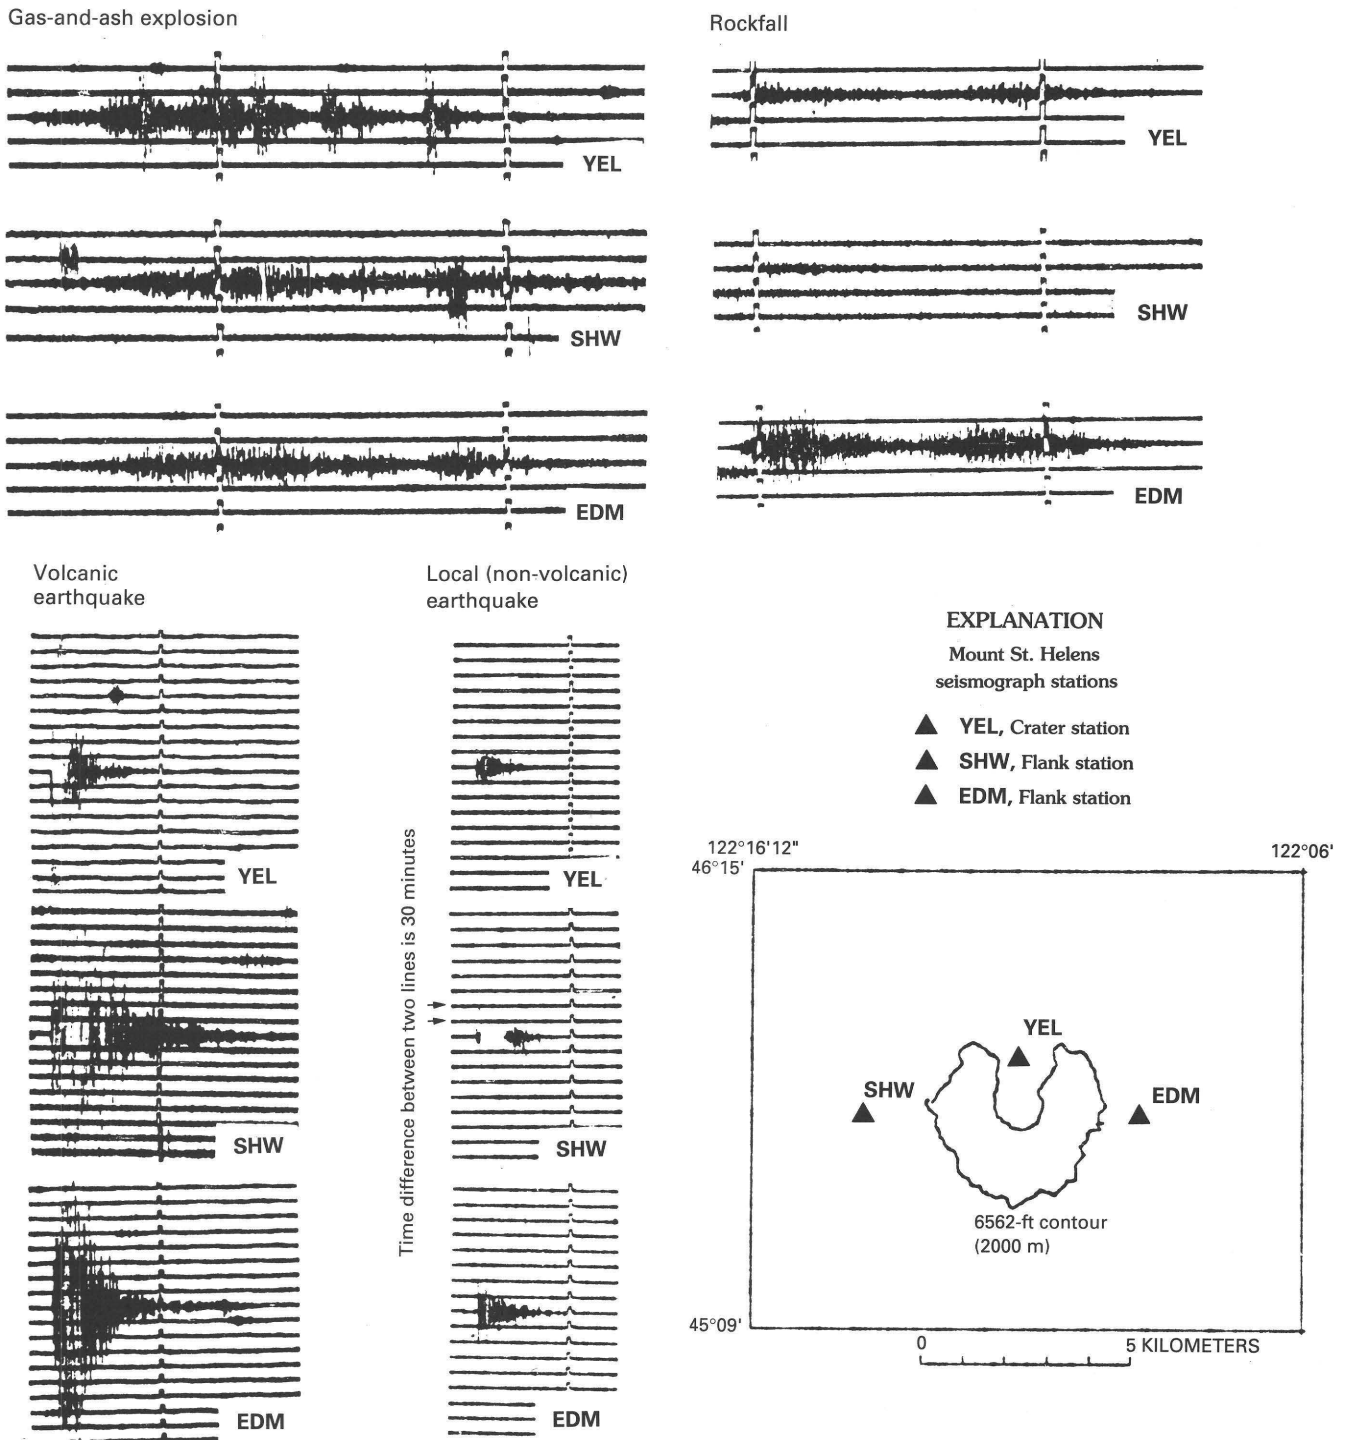 Gas-and-ash explosion
YEL
SHW
EDM
Rockfall
YEL
SHW
EDM
Volcanic
earthquake
YEL
SHW
EDM
Local (non-volcanic)
earthquake
Time difference between two lines is 30 minutes
YEL
SHW
EDM
EXPLANATION
Mount St. Helens
seismograph stations
YEL, Crater station
SHW, Flank station
EDM, Flank station
122°16'12"
122°06'
46°15'
YEL
SHW
EDM
6562-ft contour
(2000 m)
45°09'
0
5 KILOMETERS